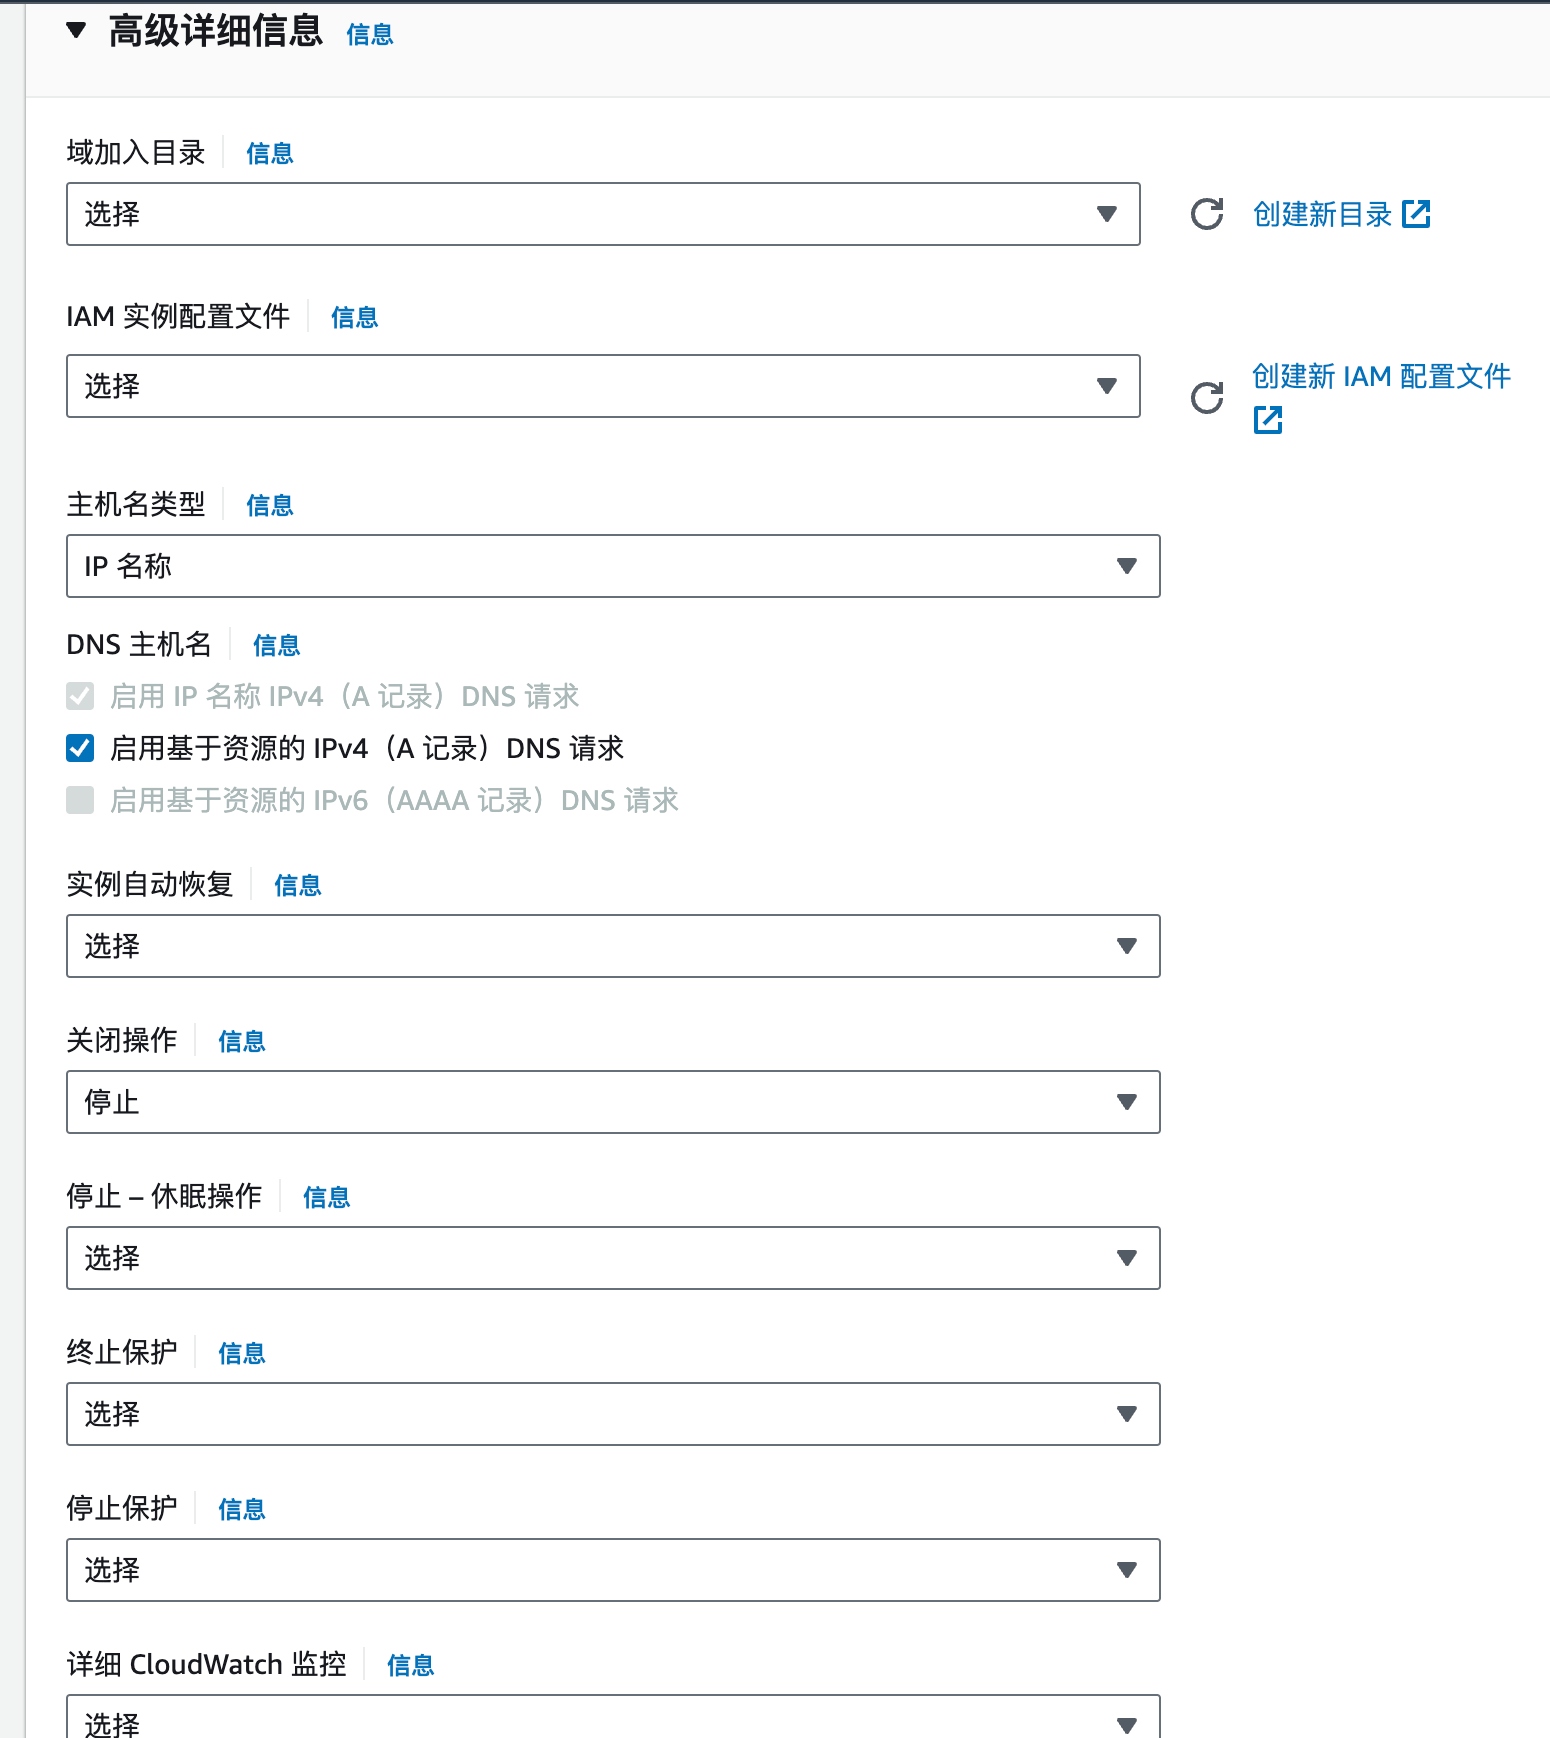 高级详细信息 信息
域加入目录 信息
选择 创建新目录
IAM 实例配置文件 信息
选择 创建新 IAM 配置文件
主机名类型 信息
IP 名称
DNS 主机名 信息
启用 IP 名称 IPv4（A 记录）DNS 请求
启用基于资源的 IPv4（A 记录）DNS 请求
启用基于资源的 IPv6（AAAA 记录）DNS 请求
实例自动恢复 信息
选择
关闭操作 信息
停止
停止 – 休眠操作 信息
选择
终止保护 信息
选择
停止保护 信息
选择
详细 CloudWatch 监控 信息
选择